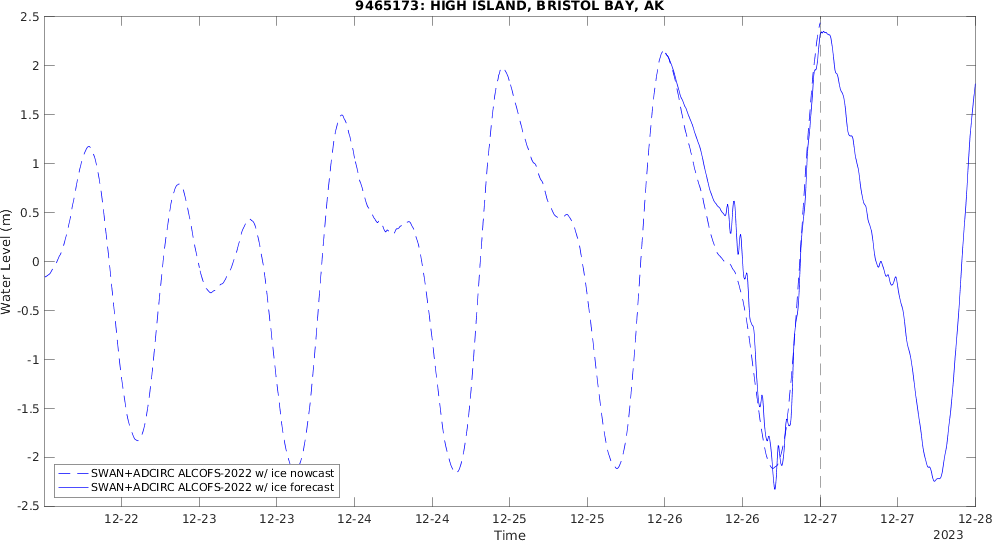 9465173: HIGH ISLAND, BRISTOL BAY, AK
2.5
2
1.5
1
0.5
0
-0.5
-1
-1.5
-2
-2.5
Water Level (m)
SWAN+ADCIRC ALCOFS-2022 w/ ice nowcast
SWAN+ADCIRC ALCOFS-2022 w/ ice forecast
12-22 12-23 12-23 12-24 12-24 12-25 12-25 12-26 12-26 12-27 12-27 12-28
Time
2023